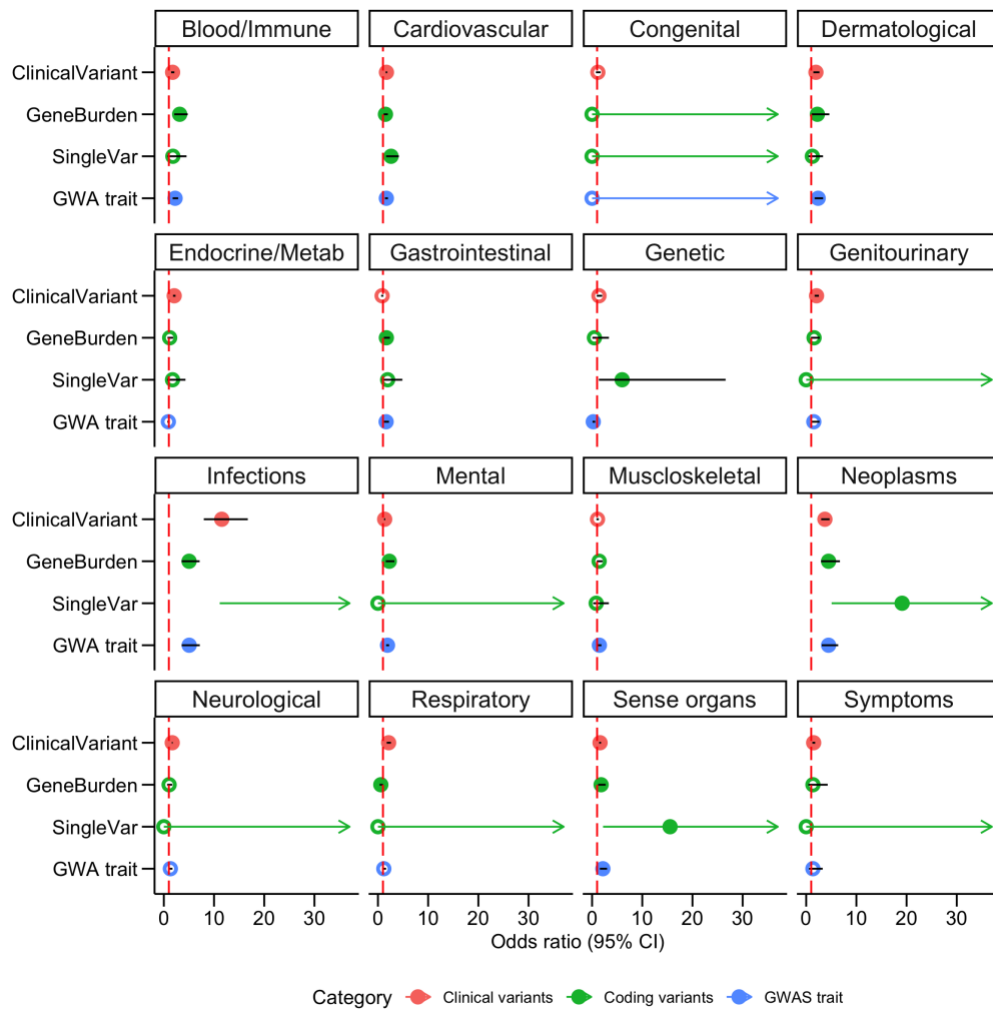 Blood/Immune Cardiovascular Congenital Dermatological
ClinicalVariant
GeneBurden
SingleVar
GWA trait
Endocrine/Metab Gastrointestinal Genetic Genitourinary
ClinicalVariant
GeneBurden
SingleVar
GWA trait
Infections Mental Muscloskeletal Neoplasms
ClinicalVariant
GeneBurden
SingleVar
GWA trait
Neurological Respiratory Sense organs Symptoms
ClinicalVariant
GeneBurden
SingleVar
GWA trait
0 10 20 30 0 10 20 30 0 10 20 30 0 10 20 30
Odds ratio (95% CI)
Category Clinical variants Coding variants GWAS trait